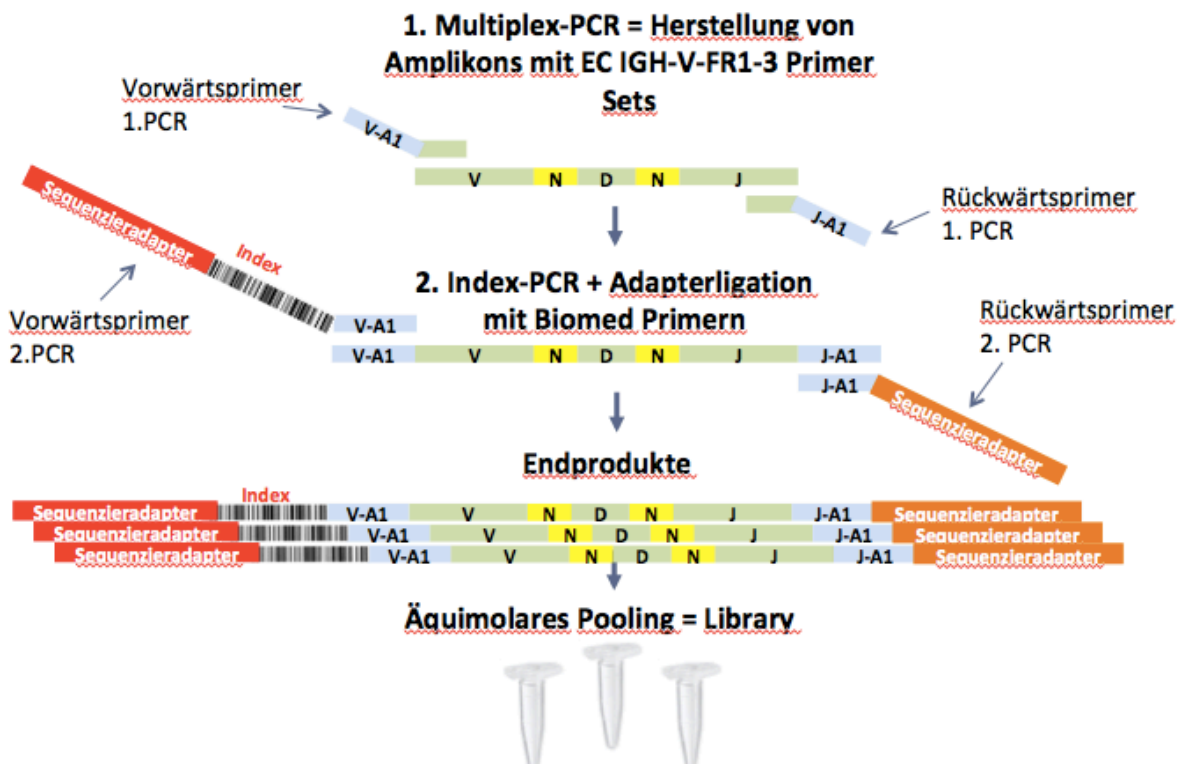 1. Multiplex-PCR = Herstellung von
Amplikons mit EC IGH-V-FR1-3 Primer
Sets
Vorwärtsprimer
1.PCR
V-A1
V N D N J
J-A1
Rückwärtsprimer
1. PCR
Sequenzieradapter
Index
2. Index-PCR + Adapterligation
mit Biomed Primern
Vorwärtsprimer
2.PCR
Rückwärtsprimer
2. PCR
V-A1
V-A1 V N D N J J-A1
J-A1
Sequenzieradapter
Endprodukte
Index
Sequenzieradapter V-A1 V N D N J J-A1 Sequenzieradapter
Sequenzieradapter V-A1 V N D N J J-A1 Sequenzieradapter
Sequenzieradapter V-A1 V N D N J J-A1 Sequenzieradapter
Äquimolares Pooling = Library